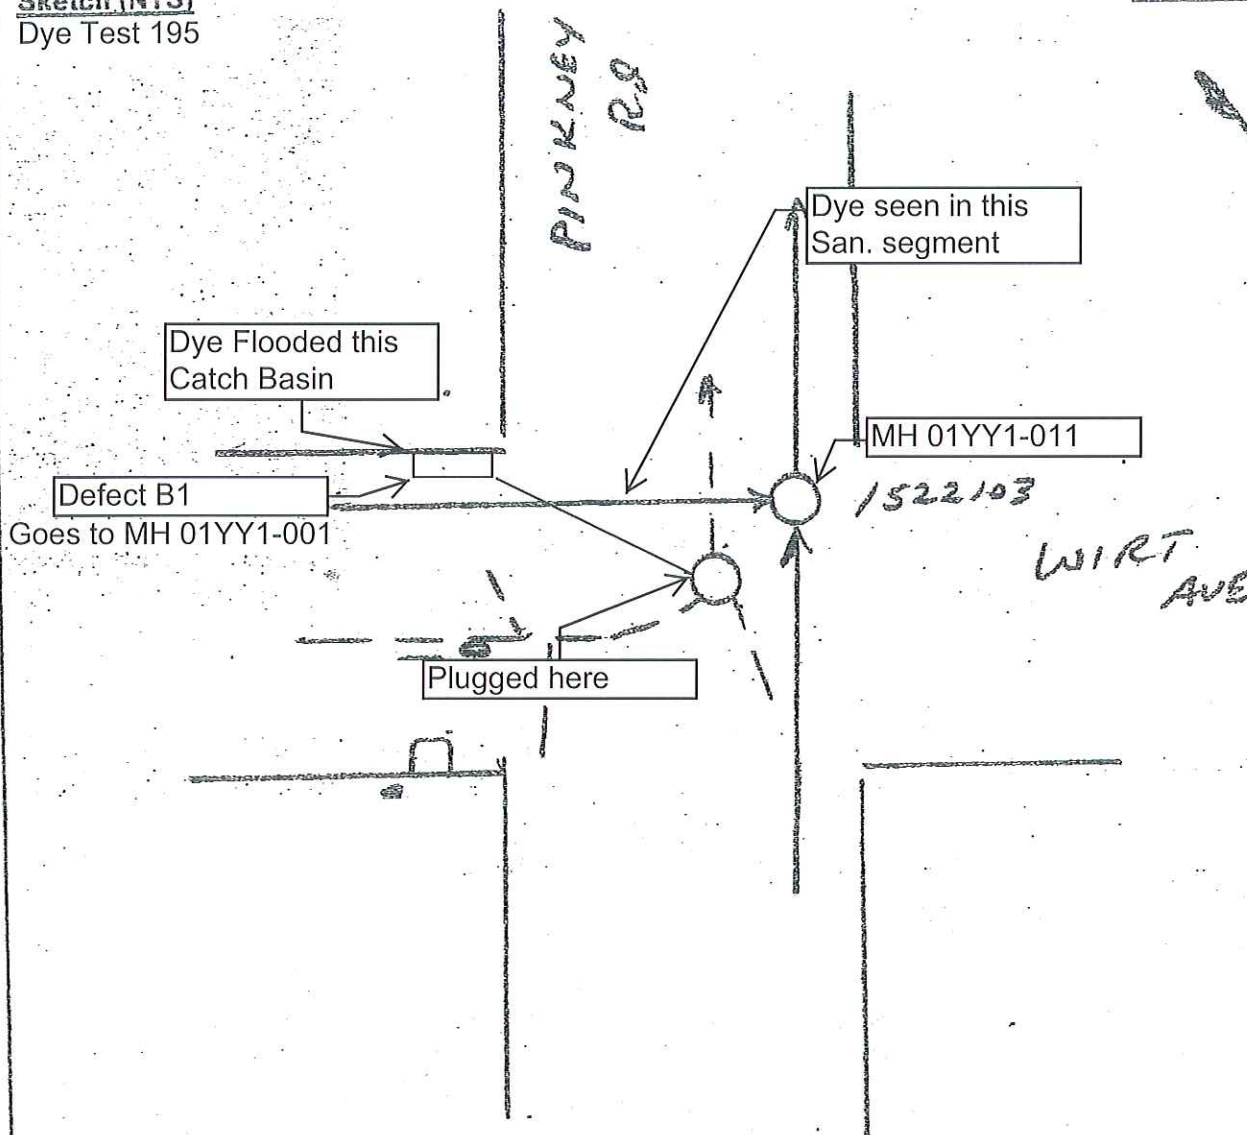 Sketch (NTS)
Dye Test 195
PINKNEY
Rd
Dye seen in this
San. segment
Dye Flooded this
Catch Basin
MH 01YY1-011
Defect B1
1522103
Goes to MH 01YY1-001
WIRT
AVE
Plugged here